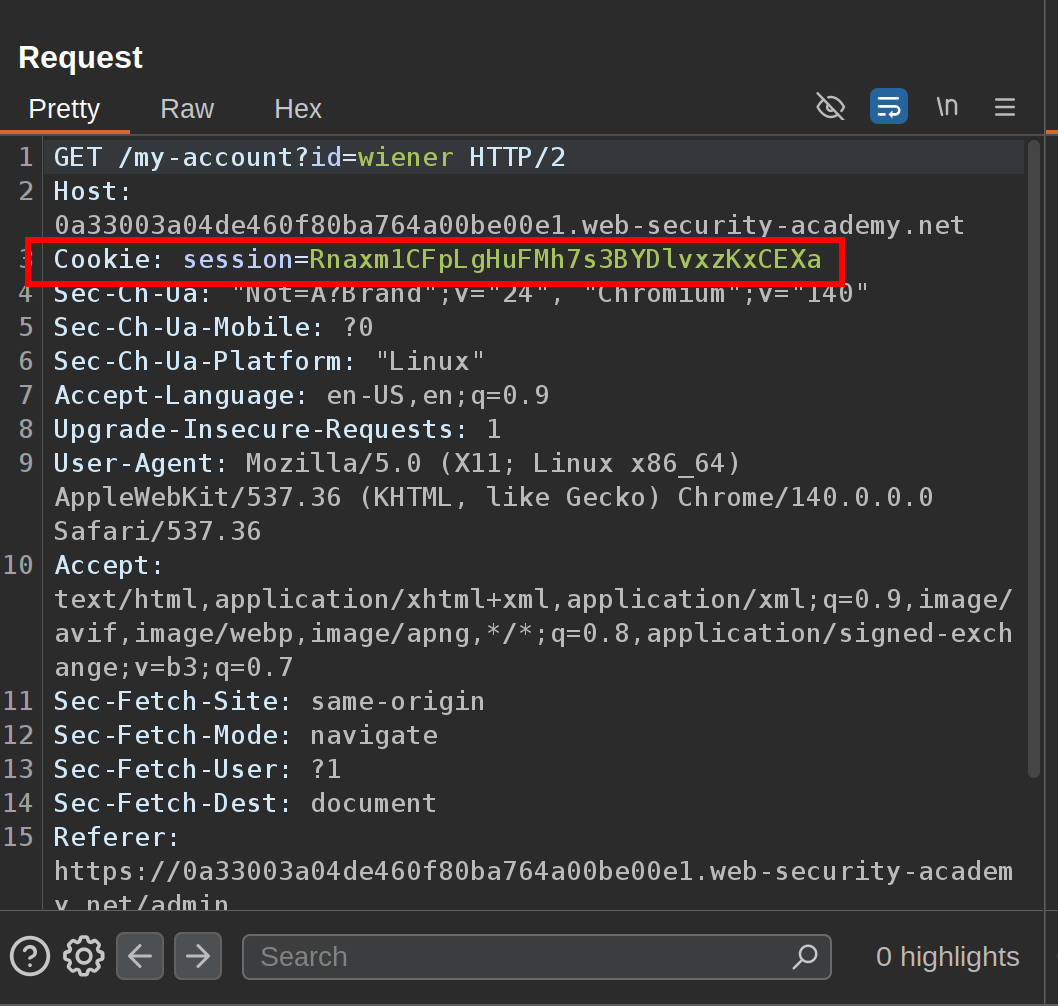 Request
Pretty Raw Hex \n
1 GET /my-account?id=wiener HTTP/2
2 Host:
0a33003a04de460f80ba764a00be00e1.web-security-academy.net
3 Cookie: session=Rnaxm1CFpLgHuFMh7s3BYDlvxzKxCEXa
4 Sec-Ch-Ua: "Not=A?Brand";v="24", "Chromium";v="140"
5 Sec-Ch-Ua-Mobile: ?0
6 Sec-Ch-Ua-Platform: "Linux"
7 Accept-Language: en-US,en;q=0.9
8 Upgrade-Insecure-Requests: 1
9 User-Agent: Mozilla/5.0 (X11; Linux x86_64)
AppleWebKit/537.36 (KHTML, like Gecko) Chrome/140.0.0.0
Safari/537.36
10 Accept:
text/html,application/xhtml+xml,application/xml;q=0.9,image/
avif,image/webp,image/apng,*/*;q=0.8,application/signed-exch
ange;v=b3;q=0.7
11 Sec-Fetch-Site: same-origin
12 Sec-Fetch-Mode: navigate
13 Sec-Fetch-User: ?1
14 Sec-Fetch-Dest: document
15 Referer:
https://0a33003a04de460f80ba764a00be00e1.web-security-academ
y.net/admin
Search 0 highlights